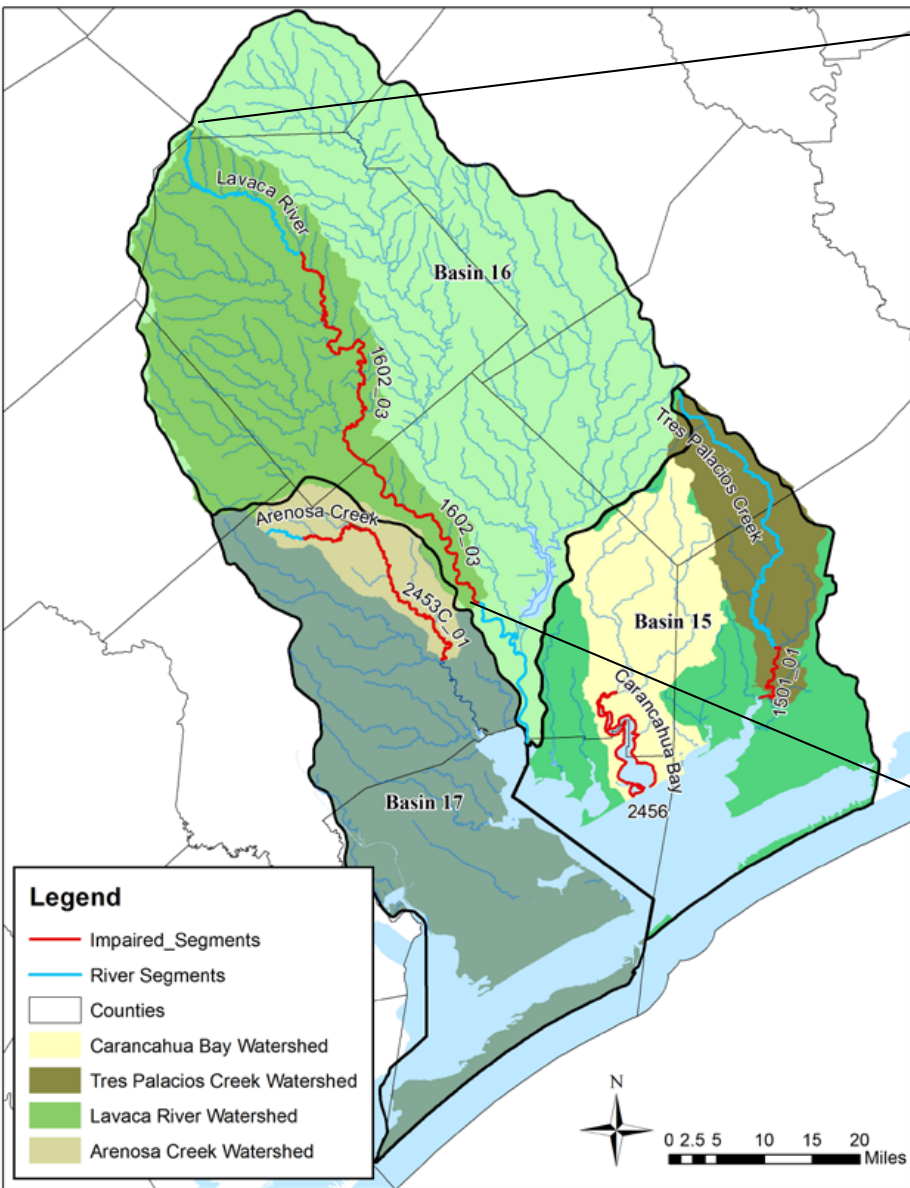 Lavaca River
Basin 16
1602_03
Tres Palacios Creek
1602_03
Arenosa Creek
2453C_01
Basin 15
1501_01
Carancahua Bay
2456
Basin 17
Legend
Impaired_Segments
River Segments
Counties
Carancahua Bay Watershed
Tres Palacios Creek Watershed
Lavaca River Watershed
Arenosa Creek Watershed
N
0 2.5 5 10 15 20
Miles